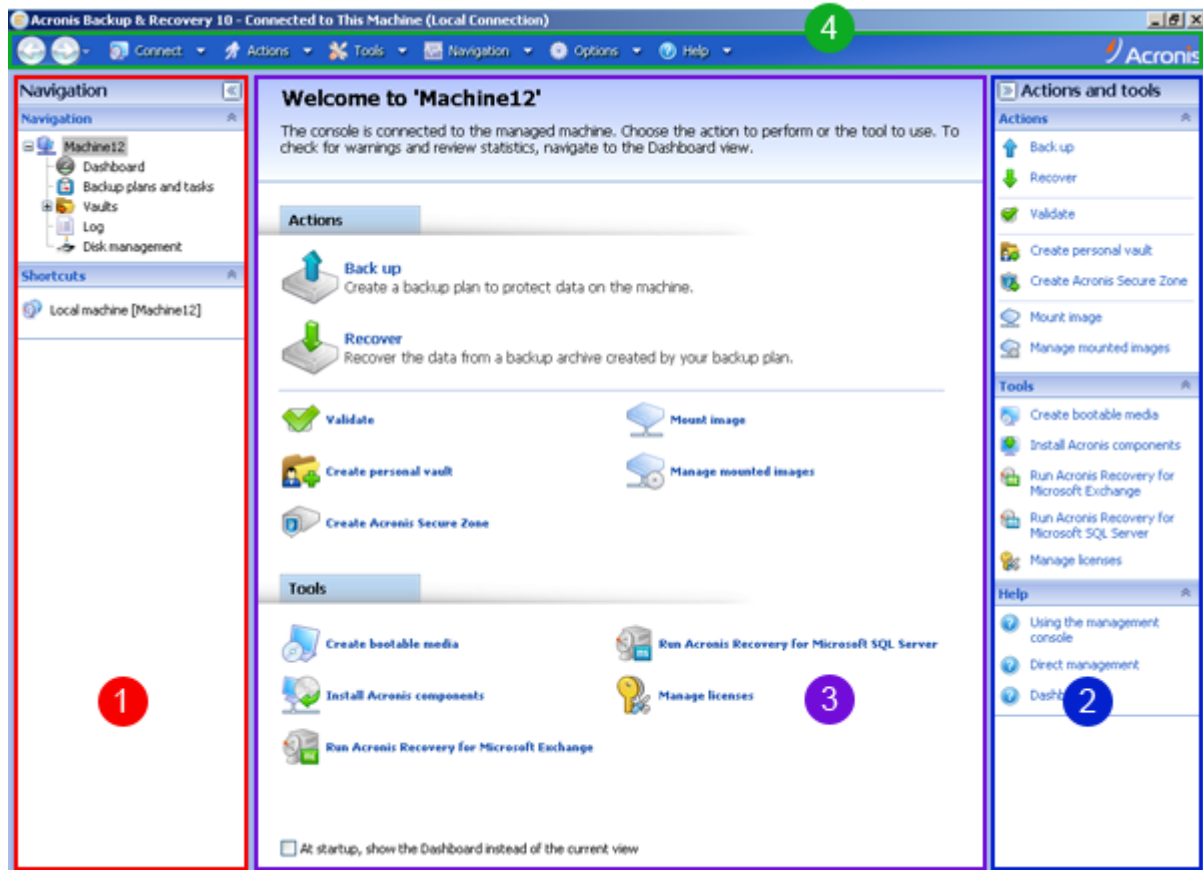 Acronis Backup & Recovery 10 - Connected to This Machine (Local Connection)
4
Connect
Actions
Tools
Navigation
Options
Help
Acronis
Navigation
Navigation
Machine12
Dashboard
Backup plans and tasks
Vaults
Log
Disk management
Shortcuts
Local machine [Machine12]
1
Welcome to 'Machine12'
The console is connected to the managed machine. Choose the action to perform or the tool to use. To
check for warnings and review statistics, navigate to the Dashboard view.
Actions
Back up
Create a backup plan to protect data on the machine.
Recover
Recover the data from a backup archive created by your backup plan.
Validate
Mount image
Create personal vault
Manage mounted images
Create Acronis Secure Zone
Tools
Create bootable media
Run Acronis Recovery for Microsoft SQL Server
Install Acronis components
Manage licenses
Run Acronis Recovery for Microsoft Exchange
3
At startup, show the Dashboard instead of the current view
Actions and tools
Actions
Back up
Recover
Validate
Create personal vault
Create Acronis Secure Zone
Mount image
Manage mounted images
Tools
Create bootable media
Install Acronis components
Run Acronis Recovery for
Microsoft Exchange
Run Acronis Recovery for
Microsoft SQL Server
Manage licenses
Help
Using the management
console
Direct management
2